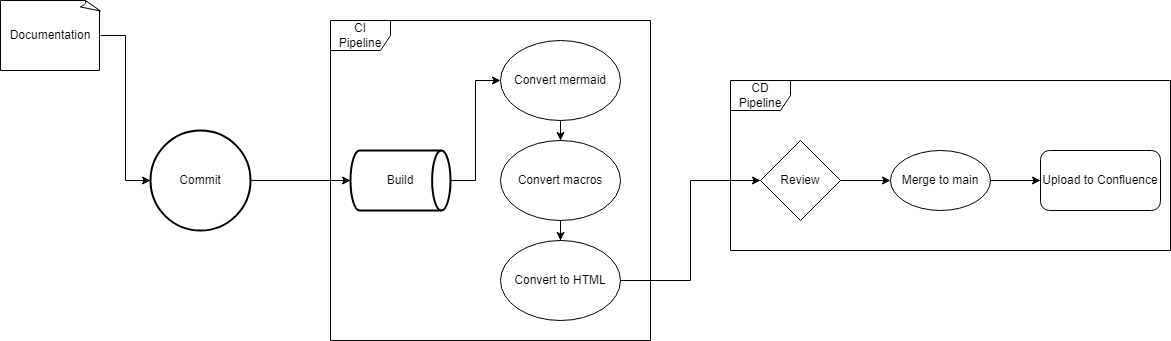 Documentation
Commit
CI
Pipeline
Build
Convert mermaid
Convert macros
Convert to HTML
CD
Pipeline
Review
Merge to main
Upload to Confluence